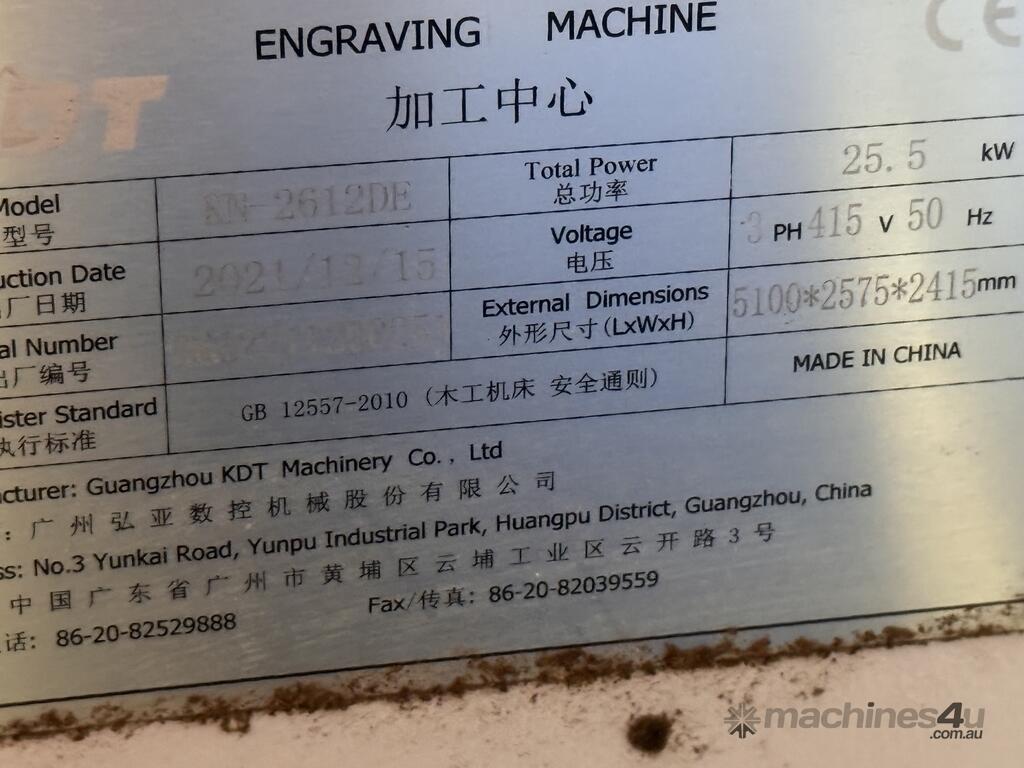 ENGRAVING MACHINE
CE
加工中心
KDT
Model
型号
KN-2612DE
Total Power
总功率
25.5 kW
uction Date
厂日期
2021/12/15
Voltage
电压
3 PH 415 V 50 Hz
al Number
厂编号
External Dimensions
外形尺寸(LxWxH)
5100*2575*2415mm
ister Standard
执行标准
GB 12557-2010 (木工机床 安全通则)
MADE IN CHINA
acturer: Guangzhou KDT Machinery Co., Ltd
: 广州弘亚数控机械股份有限公司
ss: No.3 Yunkai Road, Yunpu Industrial Park, Huangpu District, Guangzhou, China
中国广东省广州市黄埔区云埔工业区云开路3号
话: 86-20-82529888
Fax/传真: 86-20-82039559
machines4u
.com.au